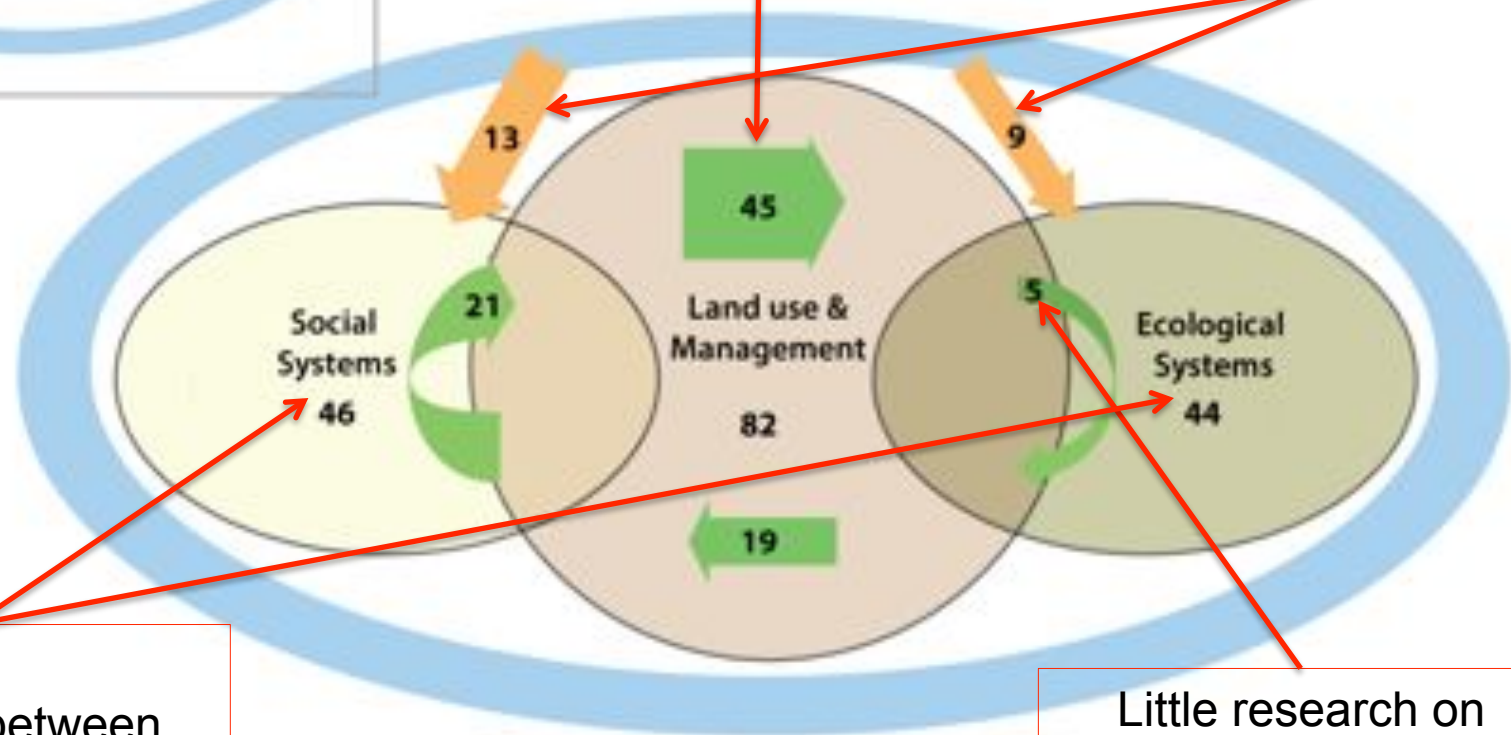 13
9
45
21
5
Social
Systems
46
Land use &
Management
82
Ecological
Systems
44
19
between
Little research on